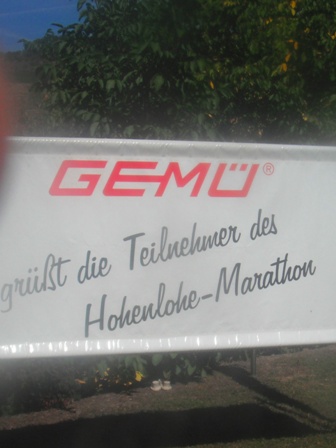 GEMÜ®
grüßt die Teilnehmer des
Hohenlohe-Marathon